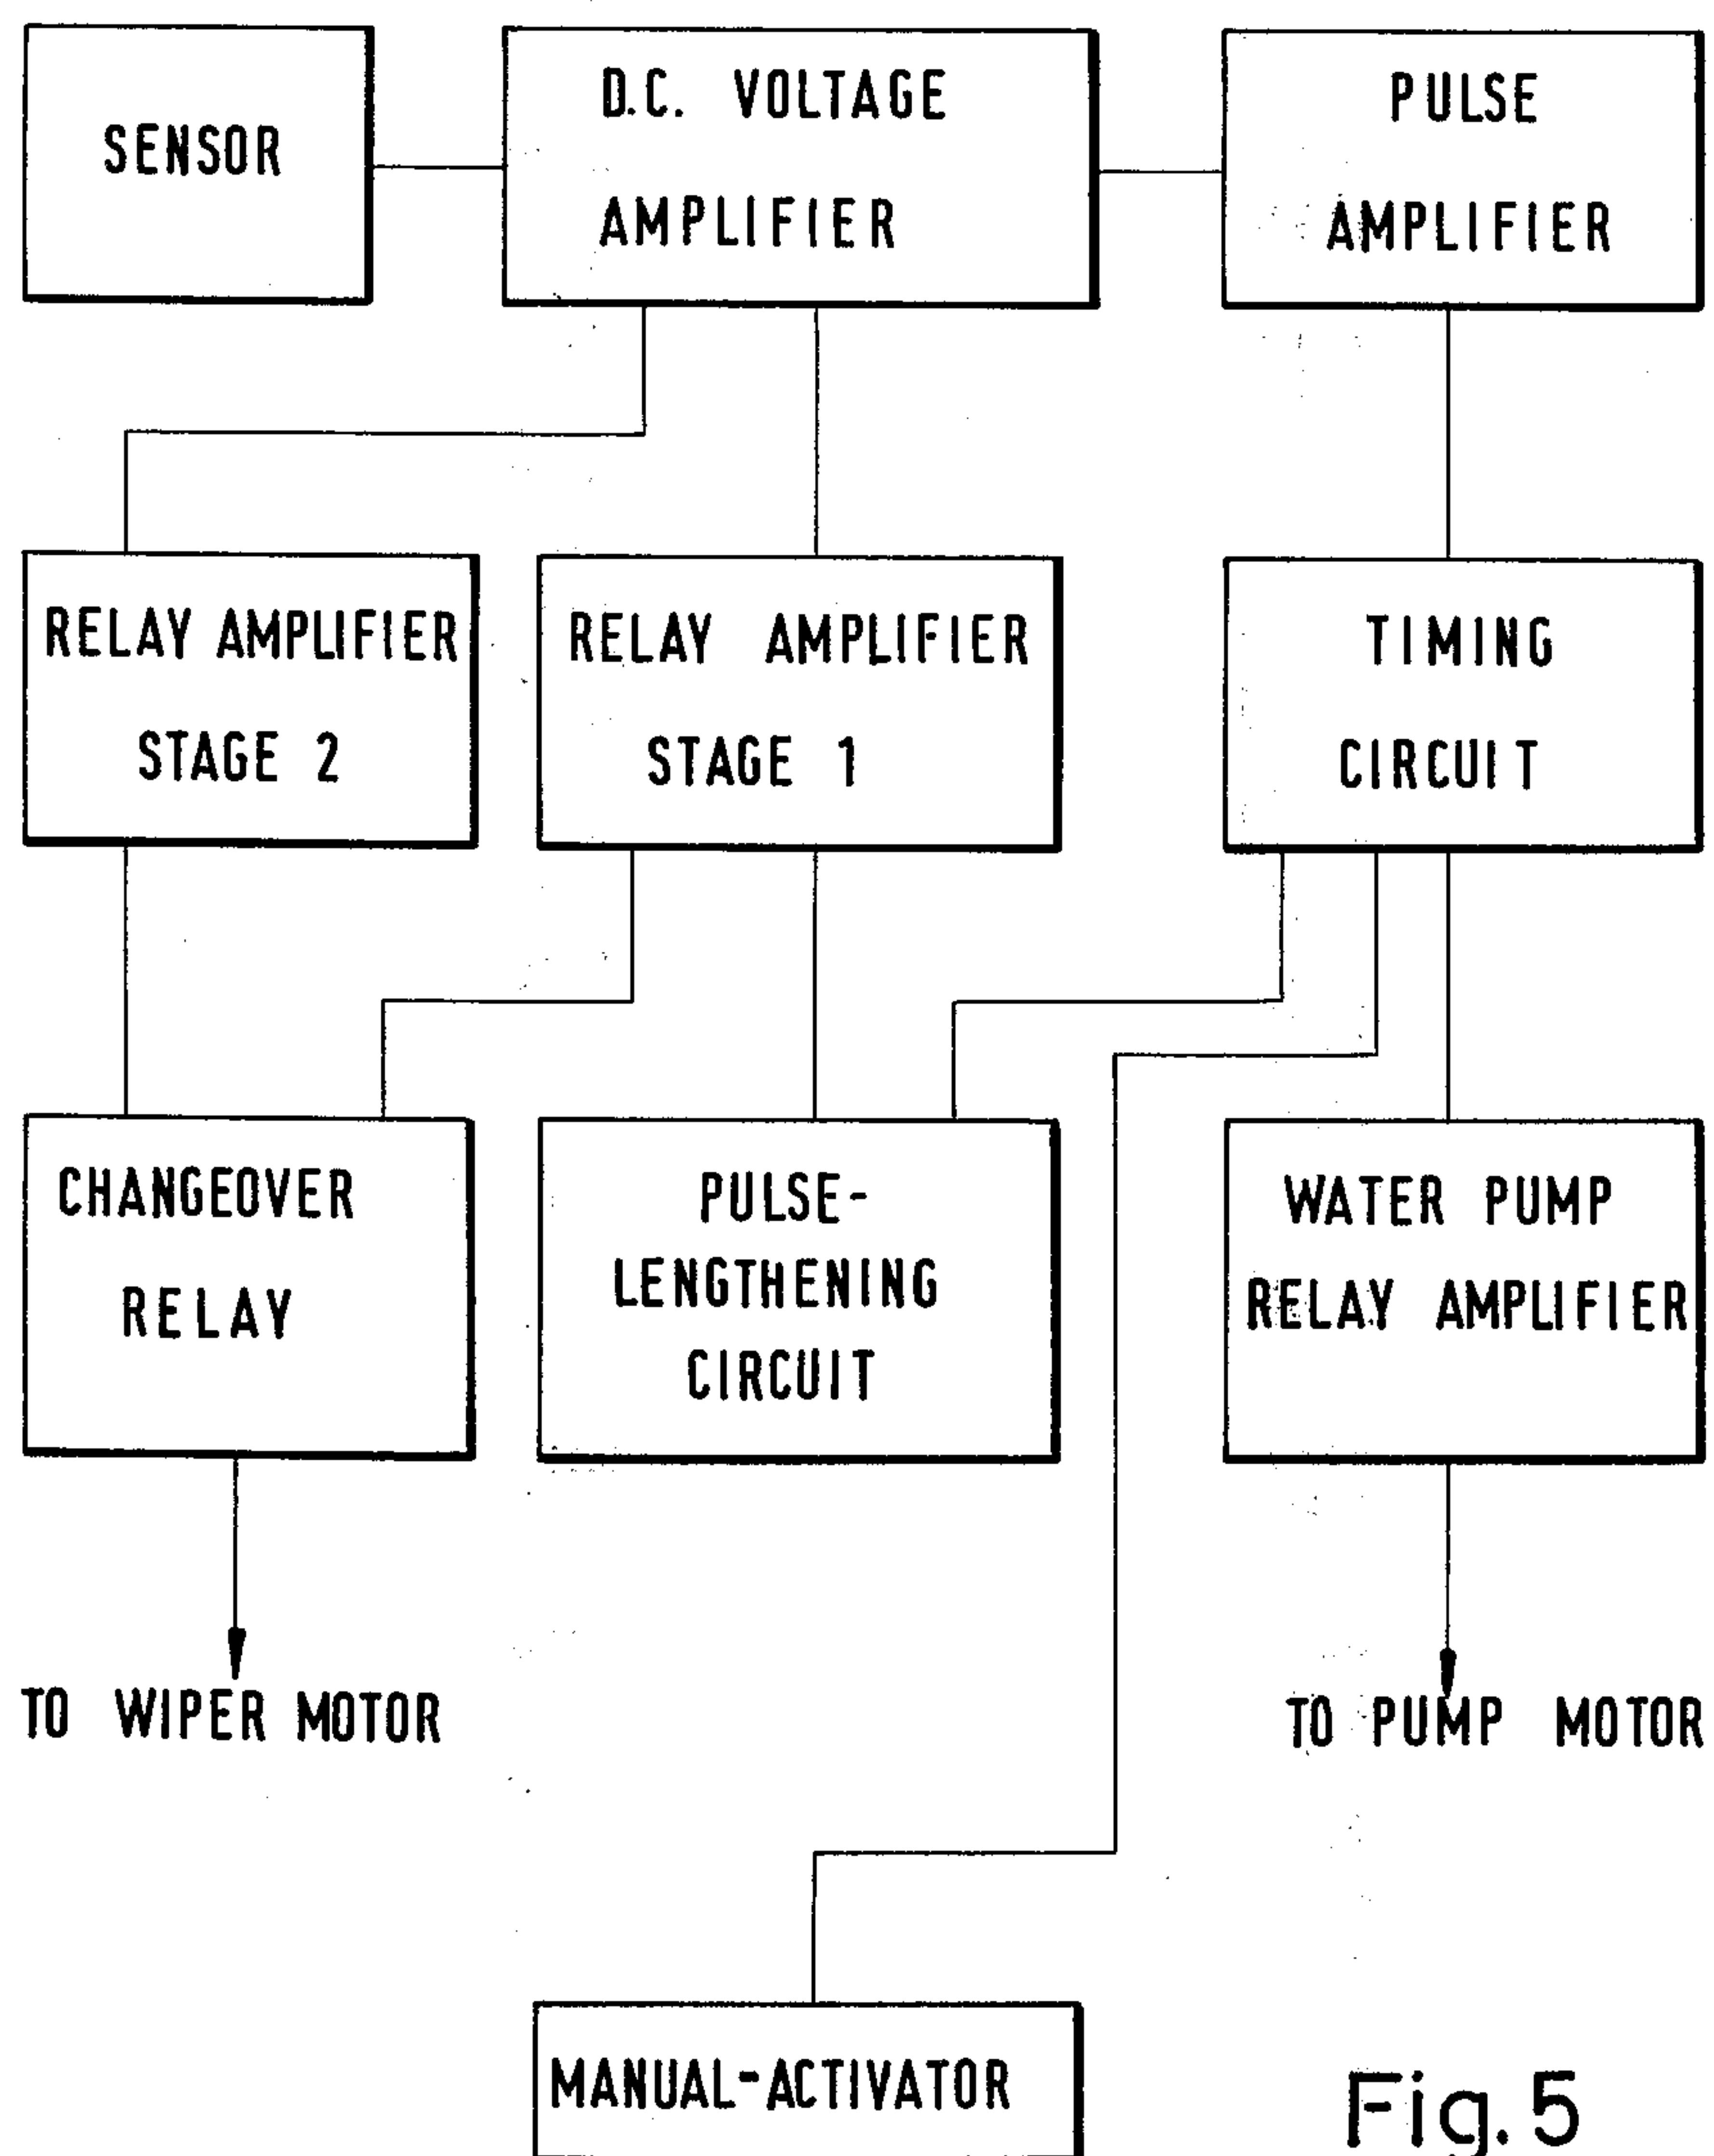 SENSOR
D.C. VOLTAGE
AMPLIFIER
PULSE
AMPLIFIER
RELAY AMPLIFIER
STAGE 2
RELAY AMPLIFIER
STAGE 1
TIMING
CIRCUIT
CHANGEOVER
RELAY
PULSE-
LENGTHENING
CIRCUIT
WATER PUMP
RELAY AMPLIFIER
TO WIPER MOTOR
TO PUMP MOTOR
MANUAL-ACTIVATOR
Fig. 5